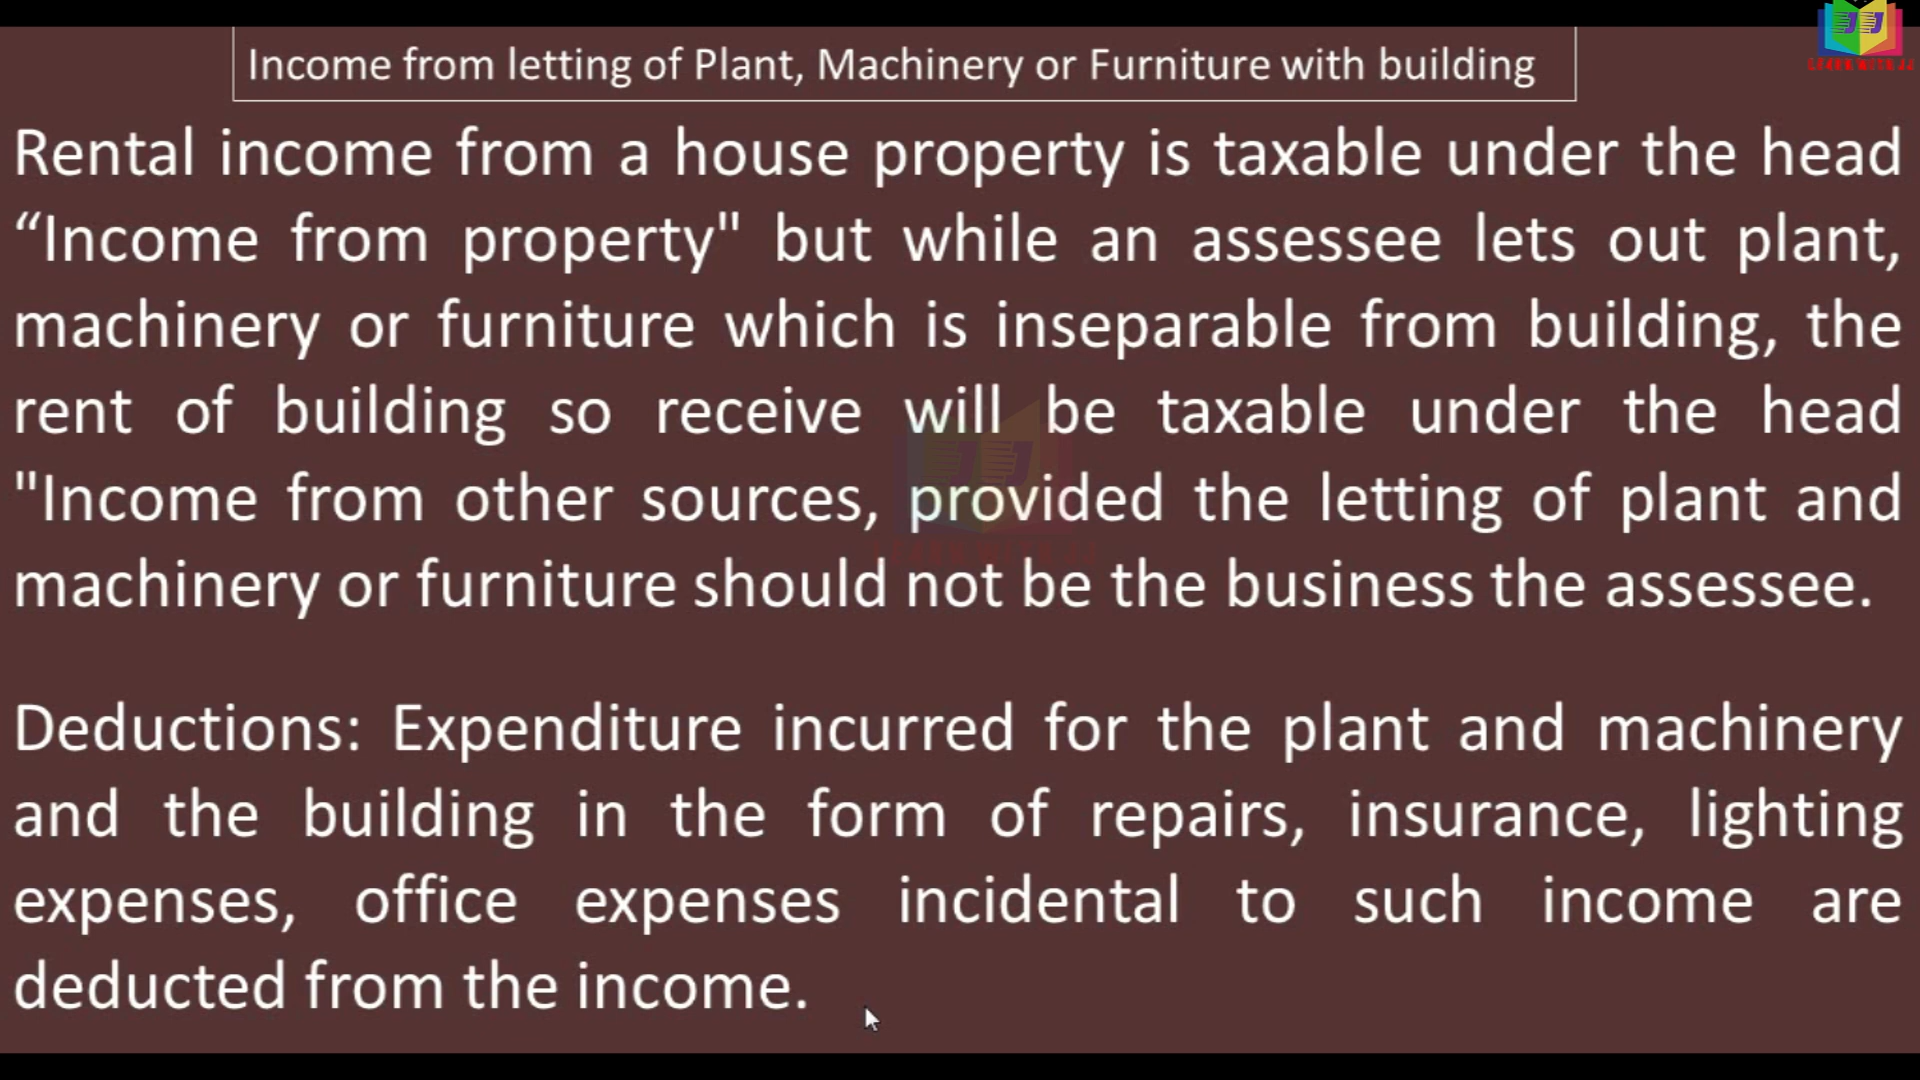 Income from letting of Plant, Machinery or Furniture with building
Rental income from a house property is taxable under the head
“Income from property" but while an assessee lets out plant,
machinery or furniture which is inseparable from building, the
rent of building so receive will be taxable under the head
"Income from other sources, provided the letting of plant and
machinery or furniture should not be the business the assessee.
Deductions: Expenditure incurred for the plant and machinery
and the building in the form of repairs, insurance, lighting
expenses, office expenses incidental to such income are
deducted from the income.
JJ
LEARN WITH JJ